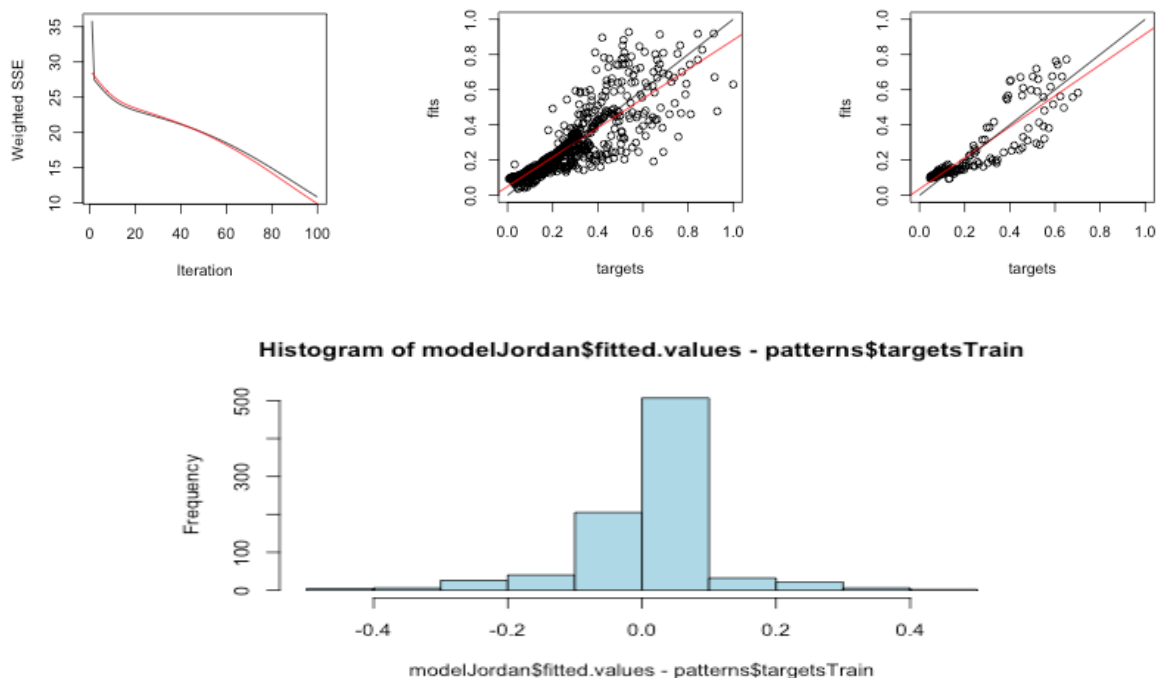 Weighted SSE
35
30
25
20
15
10
0 20 40 60 80 100
Iteration
fits
1.0
0.8
0.6
0.4
0.2
0.0
0.0 0.2 0.4 0.6 0.8 1.0
targets
fits
1.0
0.8
0.6
0.4
0.2
0.0
0.0 0.2 0.4 0.6 0.8 1.0
targets
Histogram of modelJordan$fitted.values - patterns$targetsTrain
Frequency
500
300
100
0
-0.4 -0.2 0.0 0.2 0.4
modelJordan$fitted.values - patterns$targetsTrain